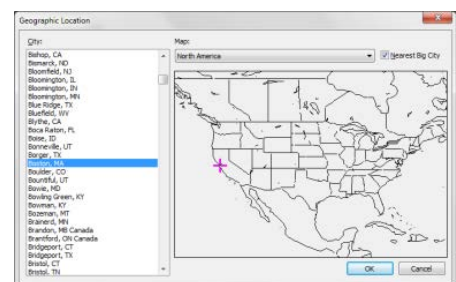 Geographic Location
City:
Map:
North America
Nearest Big City
Bishop, CA
Bismarck, ND
Bloomfield, NJ
Bloomington, IL
Bloomington, IN
Bloomington, MN
Blue Ridge, TX
Bluefield, WV
Blythe, CA
Boca Raton, FL
Boise, ID
Bonneville, UT
Borger, TX
Boston, MA
Boulder, CO
Bountiful, UT
Bowie, MD
Bowling Green, KY
Bowman, KY
Bozeman, MT
Brainerd, MN
Brandon, MB Canada
Brantford, ON Canada
Bridgeport, CT
Bridgeport, TX
Bristol, CT
Bristol, TN
OK
Cancel